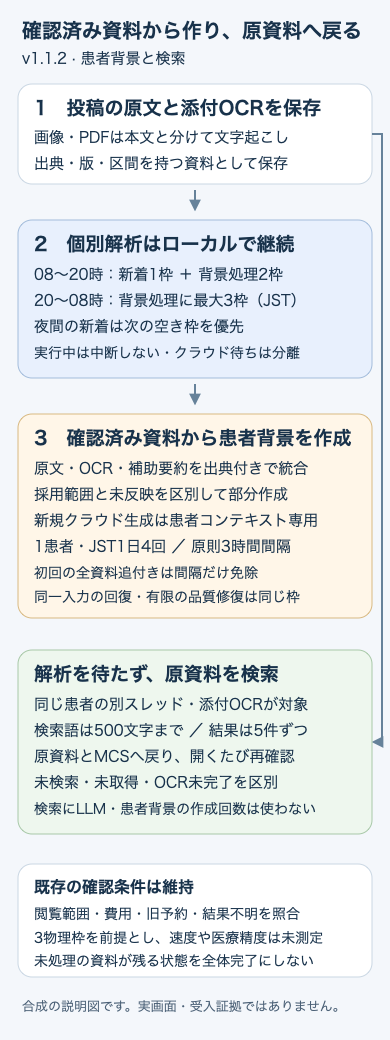 確認済み資料から作り、原資料へ戻る
v1.1.2・患者背景と検索
1　投稿の原文と添付OCRを保存
画像・PDFは本文と分けて文字起こし
出典・版・区間を持つ資料として保存
2　個別解析はローカルで継続
08〜20時：新着1枠 ＋ 背景処理2枠
20〜08時：背景処理に最大3枠（JST）
夜間の新着は次の空き枠を優先
実行中は中断しない・クラウド待ちは分離
3　確認済み資料から患者背景を作成
原文・OCR・補助要約を出典付きで統合
採用範囲と未反映を区別して部分作成
新規クラウド生成は患者コンテキスト専用
1患者・JST1日4回 ／ 原則3時間間隔
初回の全資料追付きは間隔だけ免除
同一入力の回復・有限の品質修復は同じ枠
解析を待たず、原資料を検索
同じ患者の別スレッド・添付OCRが対象
検索語は500文字まで ／ 結果は5件ずつ
原資料とMCSへ戻り、開くたび再確認
未検索・未取得・OCR未完了を区別
検索にLLM・患者背景の作成回数は使わない
既存の確認条件は維持
閲覧範囲・費用・旧予約・結果不明を照合
3物理枠を前提とし、速度や医療精度は未測定
未処理の資料が残る状態を全体完了にしない
合成の説明図です。実画面・受入証拠ではありません。